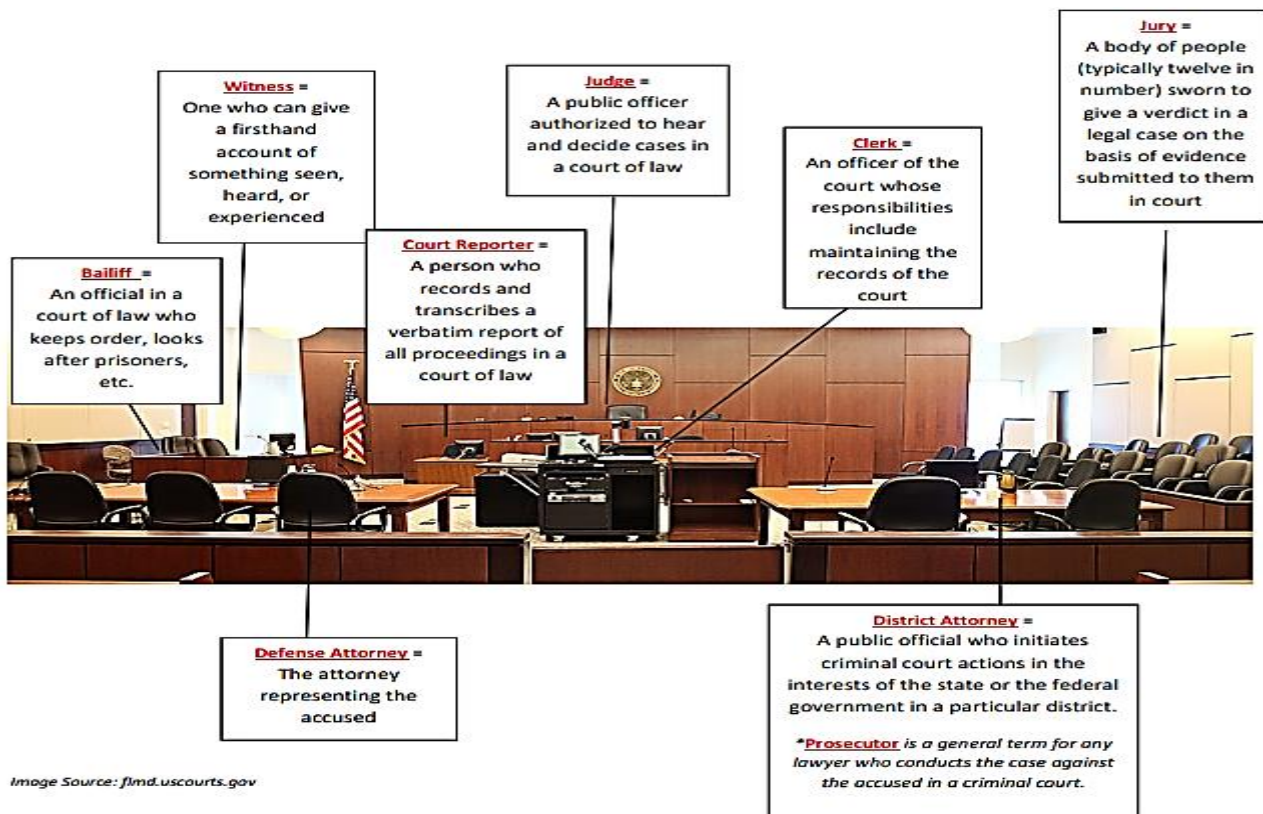 Jury =
A body of people
(typically twelve in
number) sworn to
give a verdict in a
legal case on the
basis of evidence
submitted to them
in court
Witness =
One who can give
a firsthand
account of
something seen,
heard, or
experienced
Judge =
A public officer
authorized to hear
and decide cases in
a court of law
Clerk =
An officer of the
court whose
responsibilities
include
maintaining the
records of the
court
Court Reporter =
A person who
records and
transcribes a
verbatim report of
all proceedings in a
court of law
Bailiff =
An official in a
court of law who
keeps order, looks
after prisoners,
etc.
Defense Attorney =
The attorney
representing the
accused
District Attorney =
A public official who initiates
criminal court actions in the
interests of the state or the federal
government in a particular district.
*Prosecutor is a general term for any
lawyer who conducts the case against
the accused in a criminal court.
Image Source: flmd.uscourts.gov